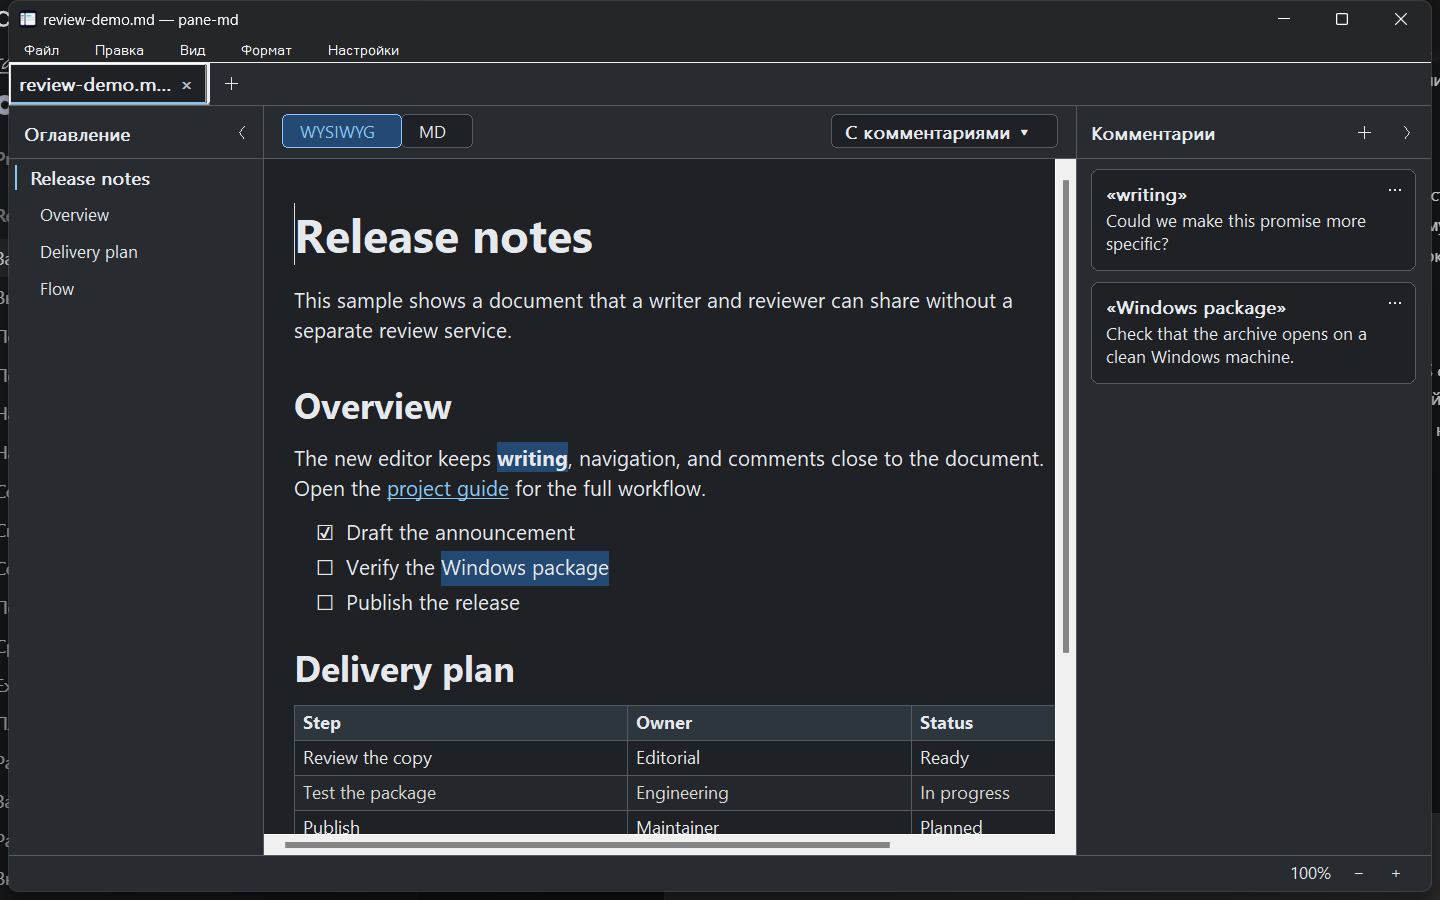 review-demo.md — pane-md
Файл Правка Вид Формат Настройки
review-demo.m... × +
Оглавление
Release notes
Overview
Delivery plan
Flow
WYSIWYG MD С комментариями ▾
Release notes
This sample shows a document that a writer and reviewer can share without a
separate review service.
Overview
The new editor keeps writing, navigation, and comments close to the document.
Open the project guide for the full workflow.
☑ Draft the announcement
☐ Verify the Windows package
☐ Publish the release
Delivery plan
Step Owner Status
Review the copy Editorial Ready
Test the package Engineering In progress
Publish Maintainer Planned
Комментарии +
«writing» ...
Could we make this promise more
specific?
«Windows package» ...
Check that the archive opens on a
clean Windows machine.
100% − +